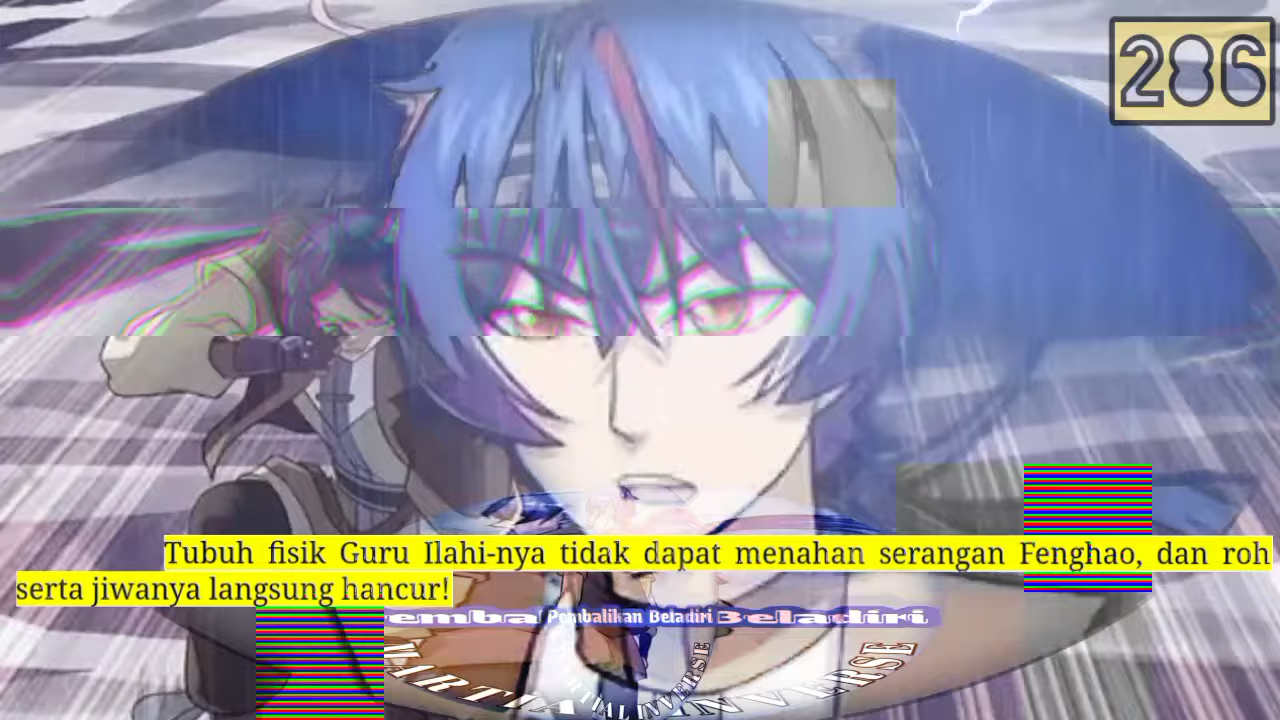 286
Tubuh fisik Guru Ilahi-nya tidak dapat menahan serangan Fenghao, dan roh
serta jiwanya langsung hancur!
Pembalikan Beladiri
Beladiri
INVERSE